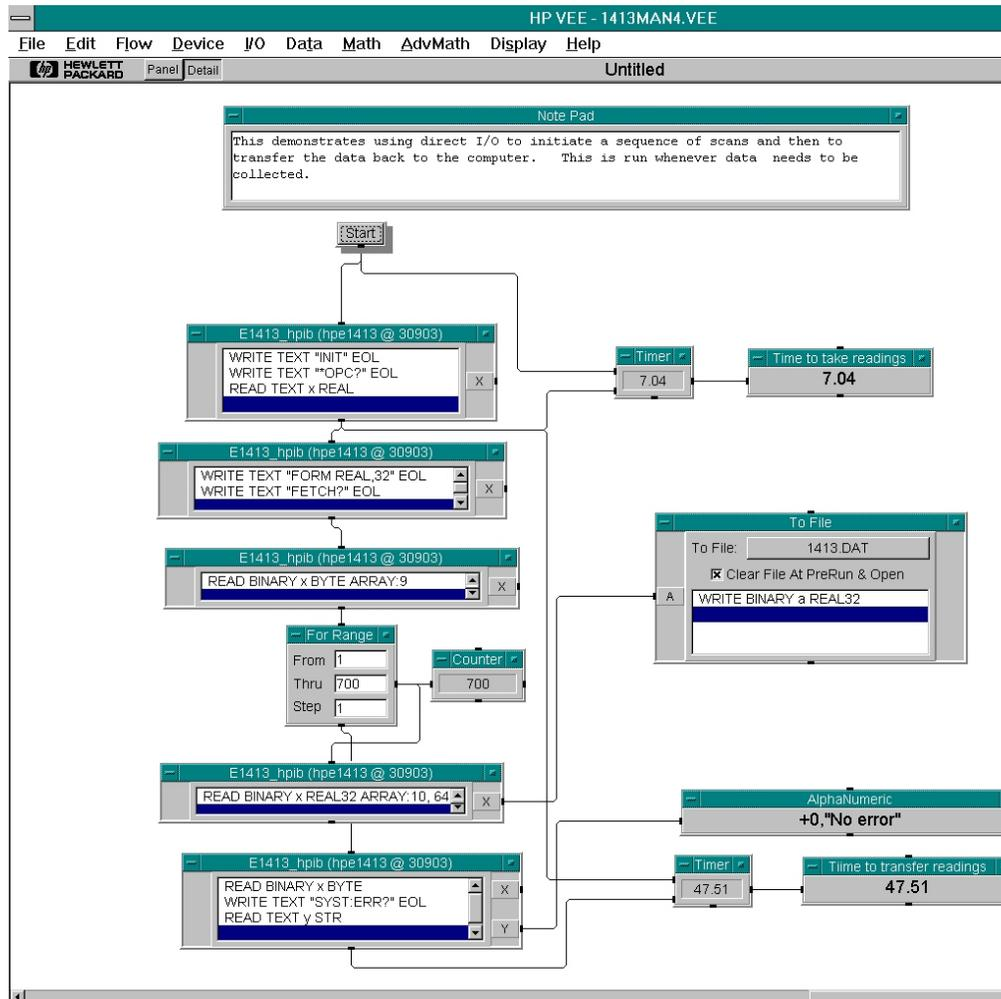 HP VEE - 1413MAN4.VEE
File Edit Flow Device I/O Data Math AdvMath Display Help
hp HEWLETT PACKARD Panel Detail Untitled
Note Pad
This demonstrates using direct I/O to initiate a sequence of scans and then to
transfer the data back to the computer. This is run whenever data needs to be
collected.
Start
E1413_hpib (hpe1413 @ 30903)
WRITE TEXT "INIT" EOL
WRITE TEXT "*OPC?" EOL
READ TEXT x REAL
X
Timer
7.04
Time to take readings
7.04
E1413_hpib (hpe1413 @ 30903)
WRITE TEXT "FORM REAL,32" EOL
WRITE TEXT "FETCH?" EOL
X
E1413_hpib (hpe1413 @ 30903)
READ BINARY x BYTE ARRAY:9
X
To File
To File: 1413.DAT
Clear File At PreRun & Open
A
WRITE BINARY a REAL32
For Range
From 1
Thru 700
Step 1
Counter
700
E1413_hpib (hpe1413 @ 30903)
READ BINARY x REAL32 ARRAY:10, 64
X
AlphaNumeric
+0,"No error"
E1413_hpib (hpe1413 @ 30903)
READ BINARY x BYTE
WRITE TEXT "SYST:ERR?" EOL
READ TEXT y STR
X
Y
Timer
47.51
Tiime to transfer readings
47.51